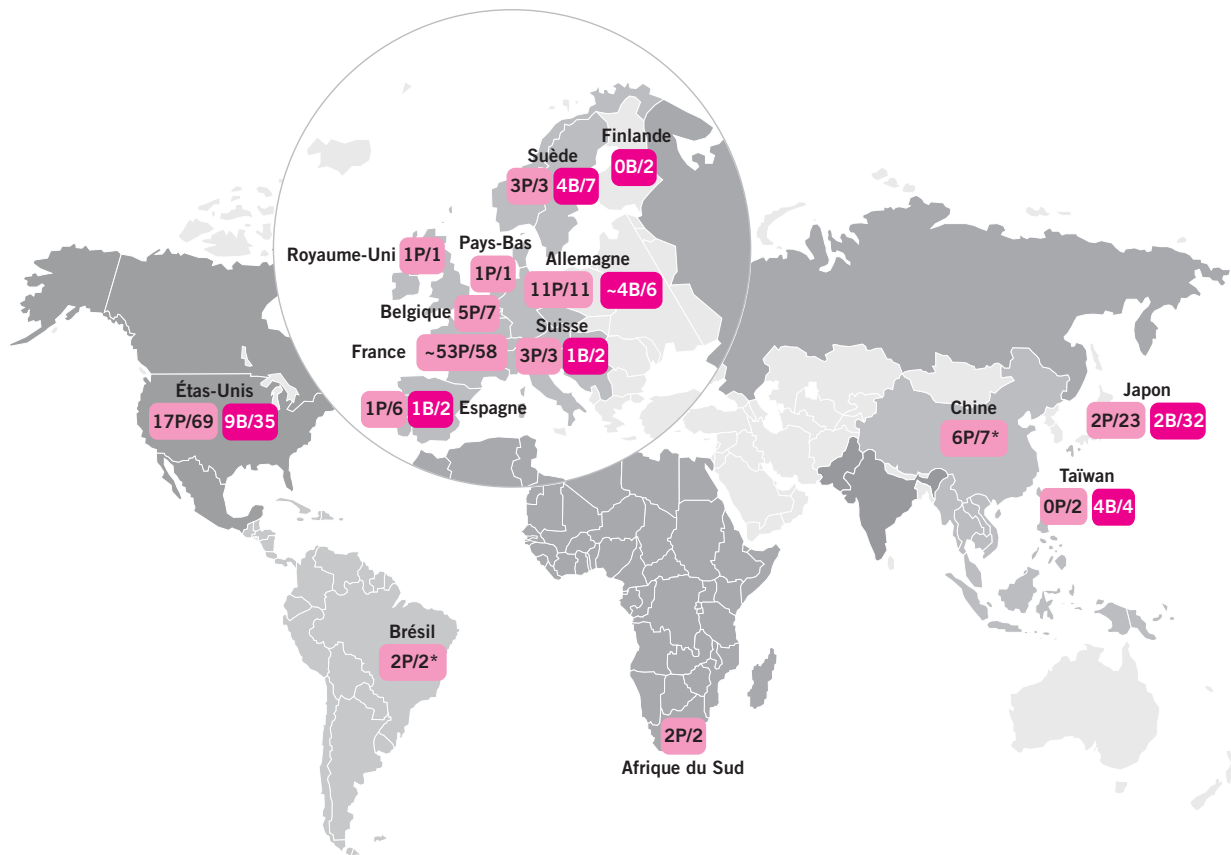 Finlande
0B/2
Suède
3P/3 4B/7
Royaume-Uni 1P/1
Pays-Bas
1P/1
Allemagne
11P/11 ~4B/6
Belgique 5P/7
Suisse
3P/3 1B/2
France ~53P/58
1P/6 1B/2 Espagne
Étas-Unis
17P/69 9B/35
Chine
6P/7*
Japon
2P/23 2B/32
Taïwan
0P/2 4B/4
Brésil
2P/2*
2P/2
Afrique du Sud